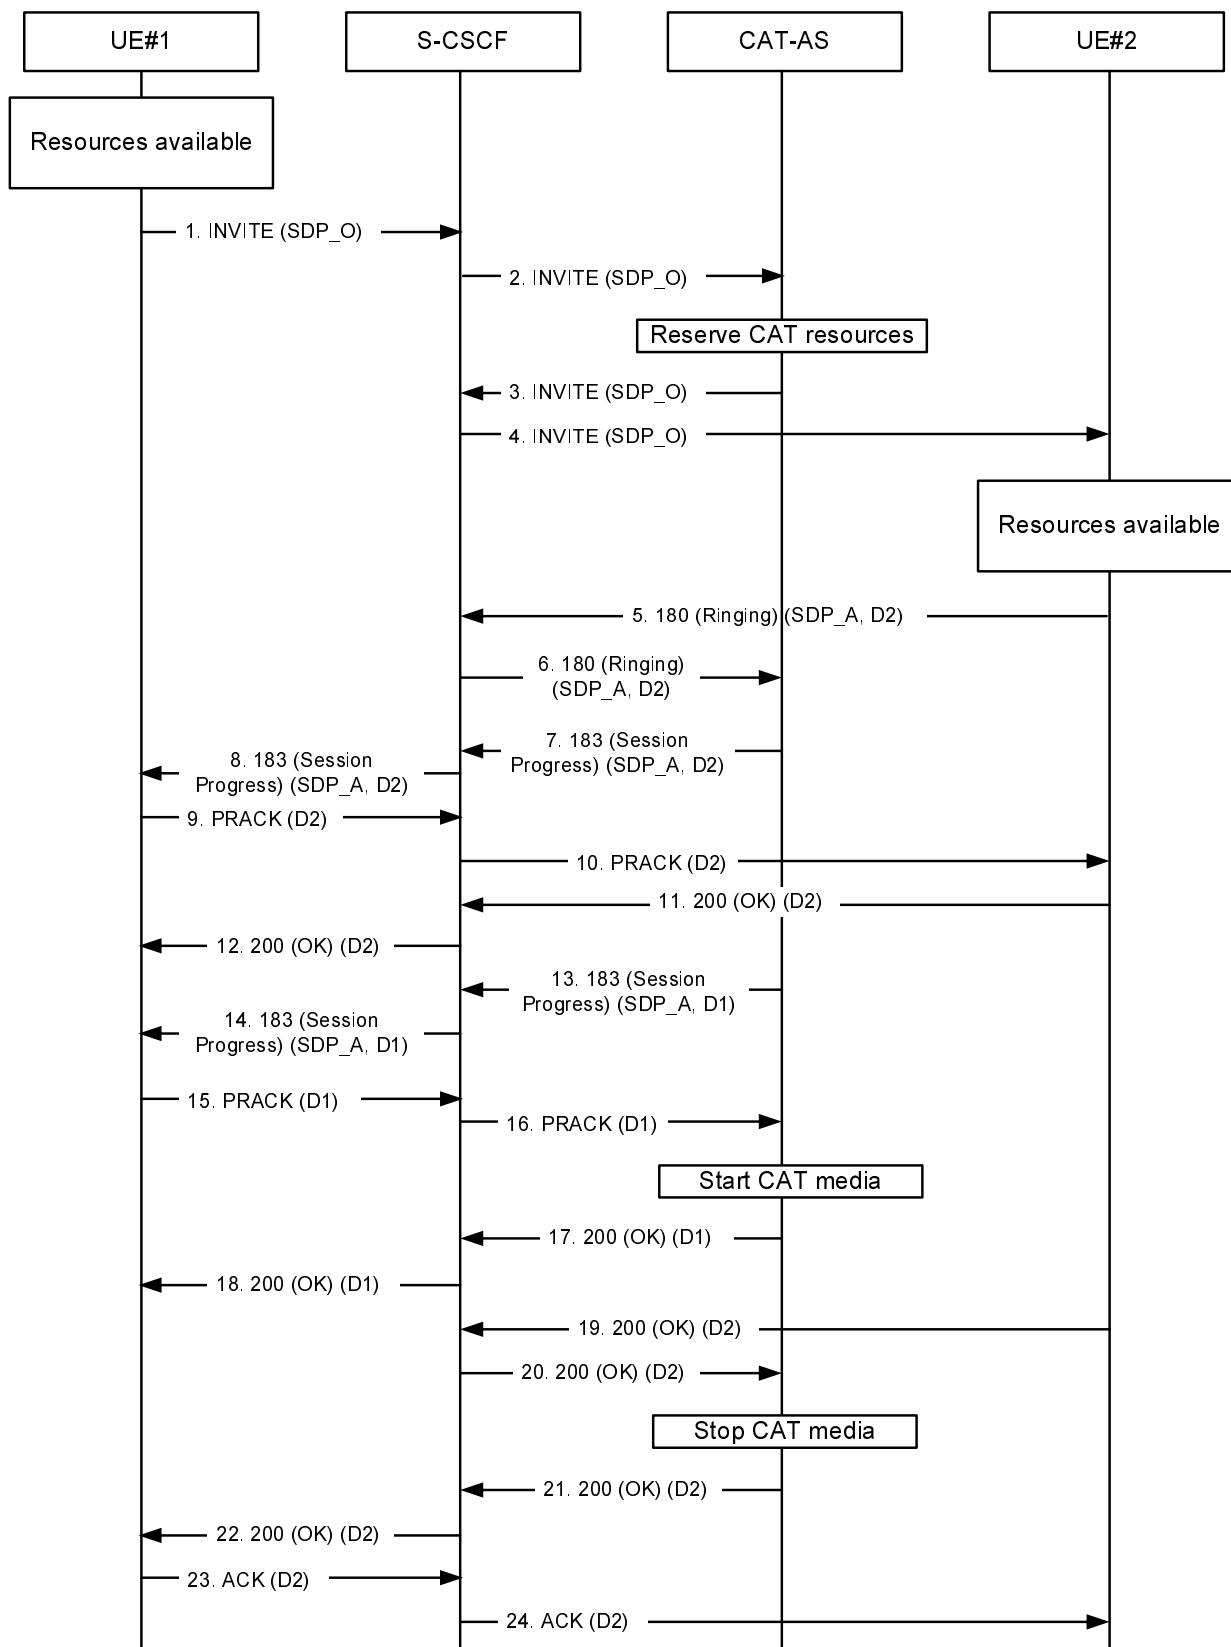 UE#1
S-CSCF
CAT-AS
UE#2
Resources available
1. INVITE (SDP_O)
2. INVITE (SDP_O)
Reserve CAT resources
3. INVITE (SDP_O)
4. INVITE (SDP_O)
Resources available
5. 180 (Ringing) (SDP_A, D2)
6. 180 (Ringing)
(SDP_A, D2)
7. 183 (Session
Progress) (SDP_A, D2)
8. 183 (Session
Progress) (SDP_A, D2)
9. PRACK (D2)
10. PRACK (D2)
11. 200 (OK) (D2)
12. 200 (OK) (D2)
13. 183 (Session
Progress) (SDP_A, D1)
14. 183 (Session
Progress) (SDP_A, D1)
15. PRACK (D1)
16. PRACK (D1)
Start CAT media
17. 200 (OK) (D1)
18. 200 (OK) (D1)
19. 200 (OK) (D2)
20. 200 (OK) (D2)
Stop CAT media
21. 200 (OK) (D2)
22. 200 (OK) (D2)
23. ACK (D2)
24. ACK (D2)